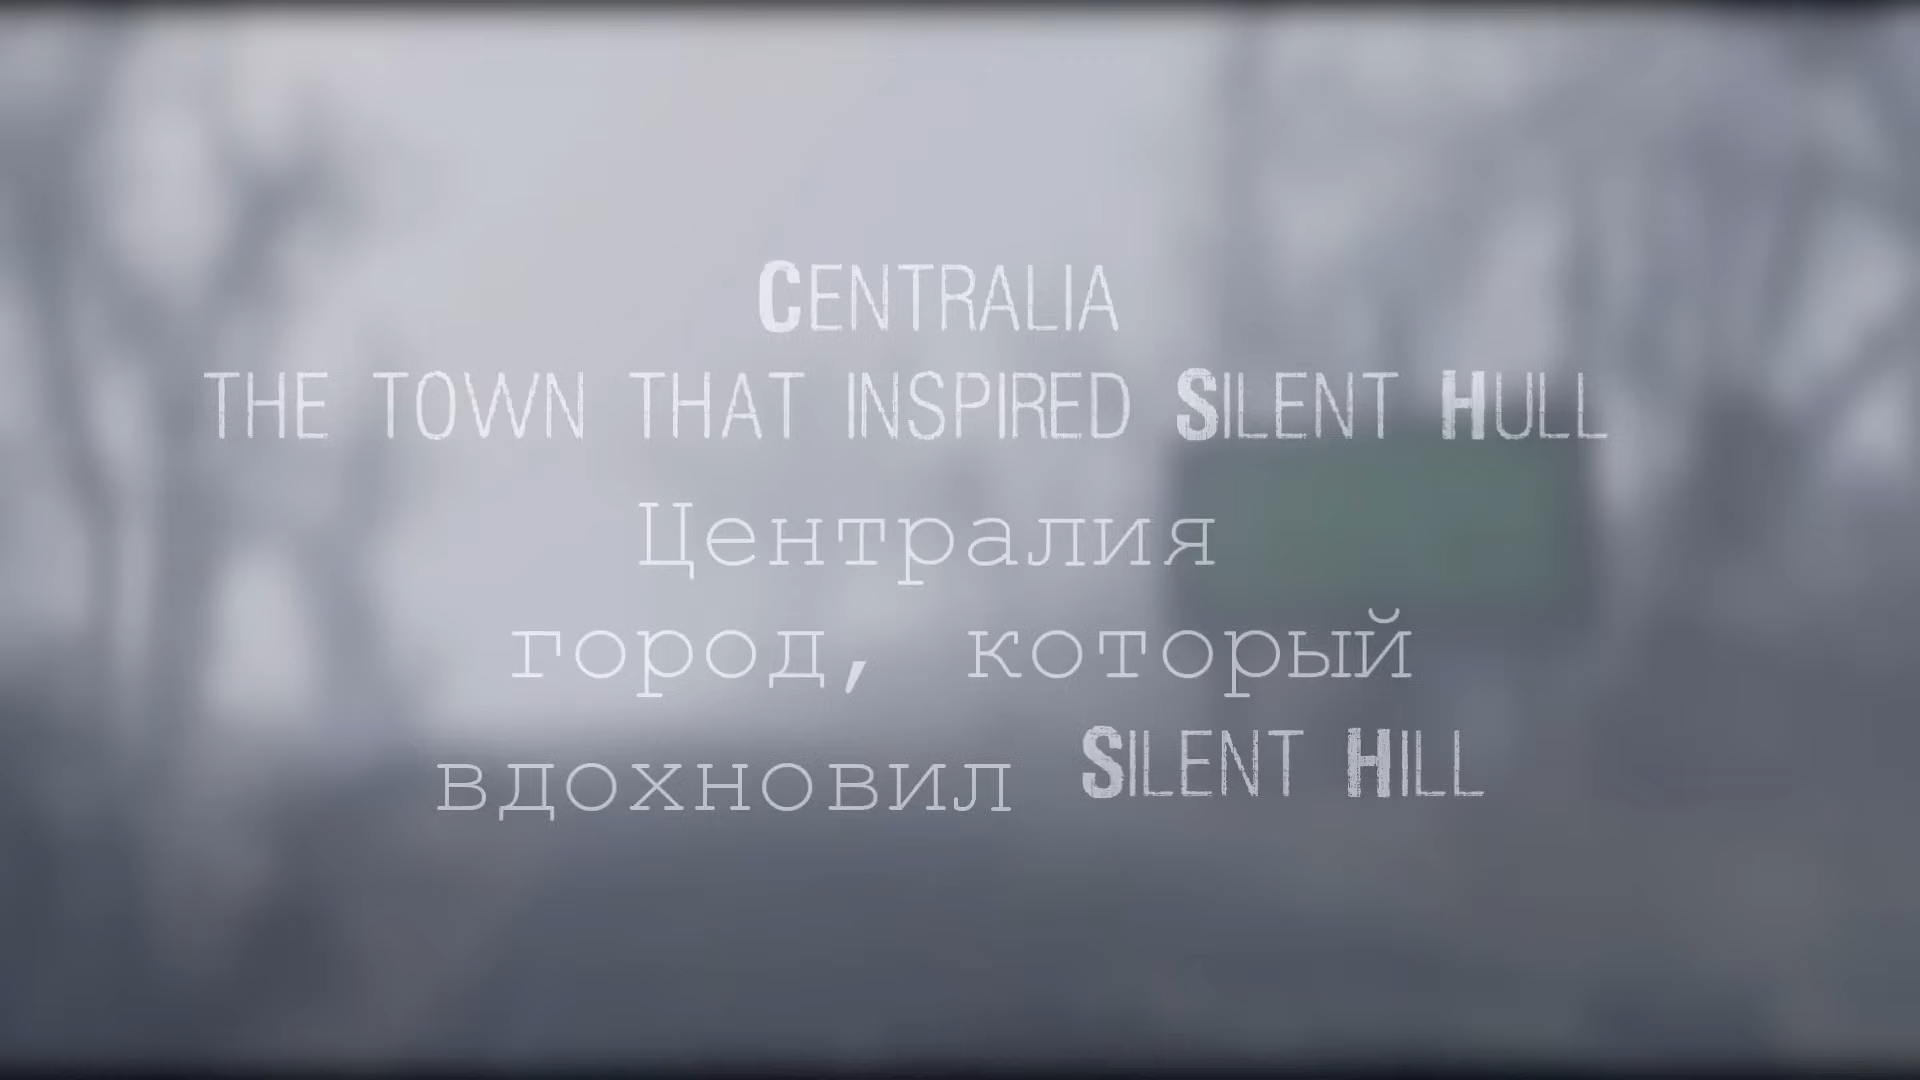 Centralia
the town that inspired Silent Hull
Централия
город, который
вдохновил Silent Hill